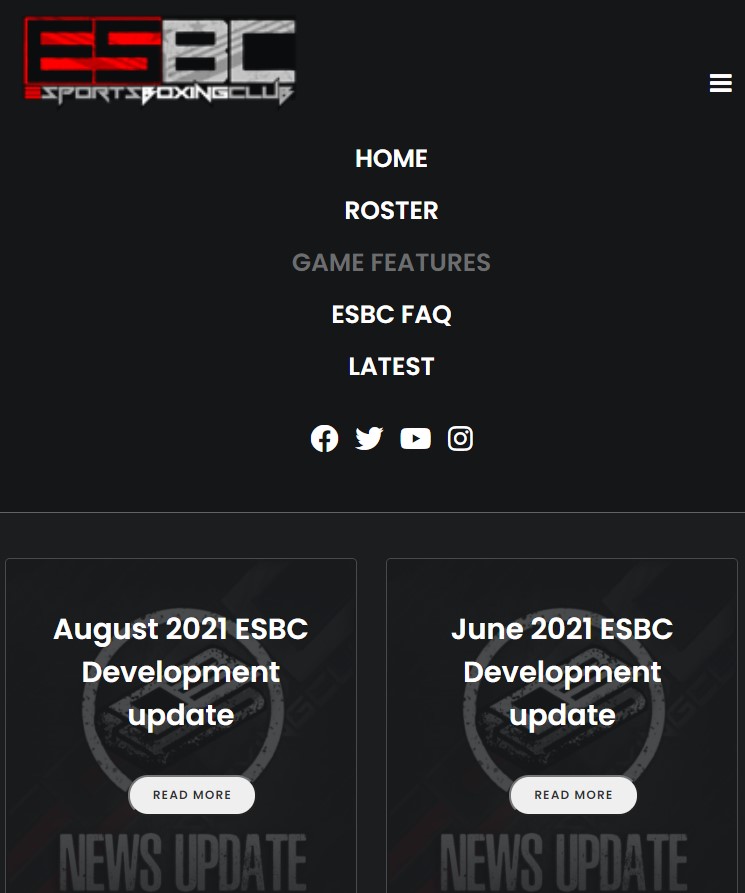 ESBC
ESPORTSBOXINGCLUB
HOME
ROSTER
GAME FEATURES
ESBC FAQ
LATEST
August 2021 ESBC
Development
update
READ MORE
NEWS UPDATE
June 2021 ESBC
Development
update
READ MORE
NEWS UPDATE